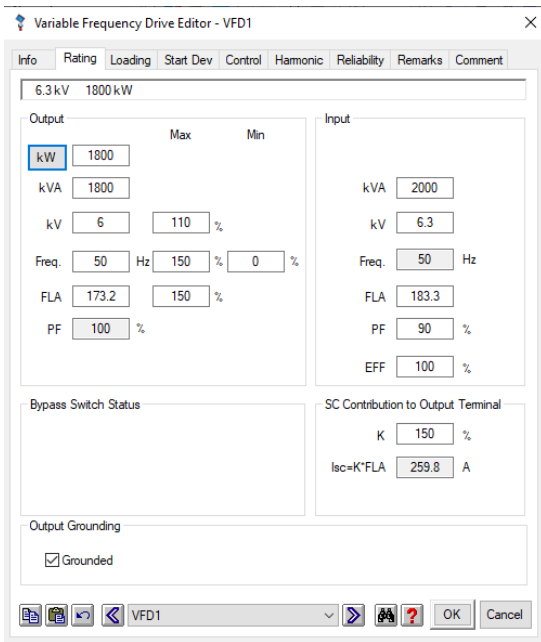 Variable Frequency Drive Editor - VFD1
Info Rating Loading Start Dev Control Harmonic Reliability Remarks Comment
6.3 kV 1800 kW
Output
Max Min
kW 1800
kVA 1800
kV 6 110 %
Freq. 50 Hz 150 % 0 %
FLA 173.2 150 %
PF 100 %
Input
kVA 2000
kV 6.3
Freq. 50 Hz
FLA 183.3
PF 90 %
EFF 100 %
Bypass Switch Status
SC Contribution to Output Terminal
K 150 %
Isc=K*FLA 259.8 A
Output Grounding
Grounded
VFD1 ? OK Cancel